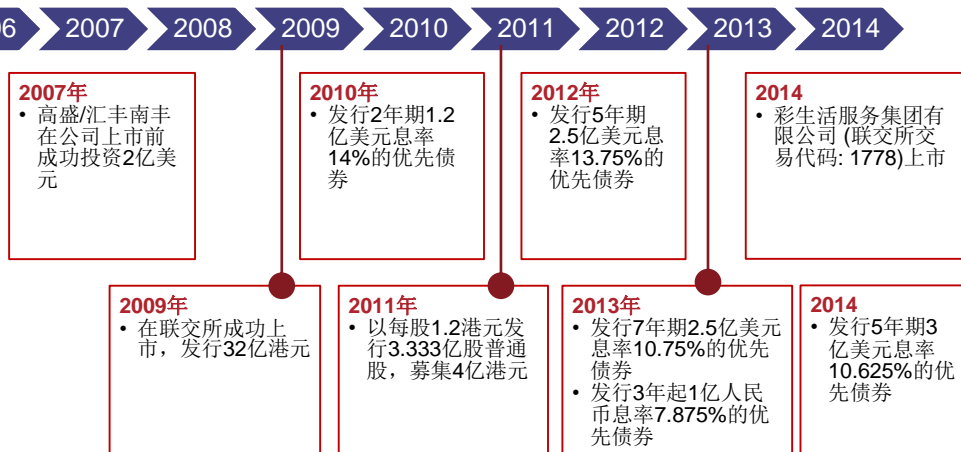 06 2007 2008 2009 2010 2011 2012 2013 2014
2007年
• 高盛/汇丰南丰
在公司上市前
成功投资2亿美
元
2010年
• 发行2年期1.2
亿美元息率
14%的优先债
券
2012年
• 发行5年期
2.5亿美元息
率13.75%的
优先债券
2014
• 彩生活服务集团有
限公司 (联交所交
易代码: 1778)上市
2009年
• 在联交所成功上
市，发行32亿港元
2011年
• 以每股1.2港元发
行3.333亿股普通
股，募集4亿港元
2013年
• 发行7年期2.5亿美元
息率10.75%的优先
债券
• 发行3年起1亿人民
币息率7.875%的优
先债券
2014
• 发行5年期3
亿美元息率
10.625%的优
先债券